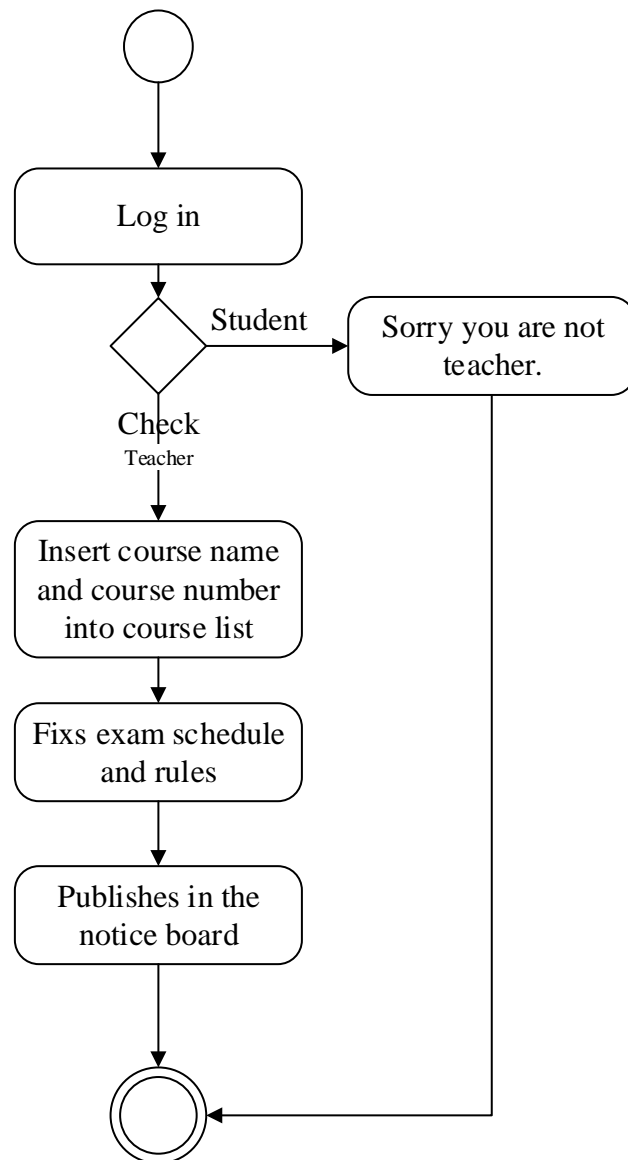 Log in
Student
Sorry you are not
teacher.
Check
Teacher
Insert course name
and course number
into course list
Fixs exam schedule
and rules
Publishes in the
notice board